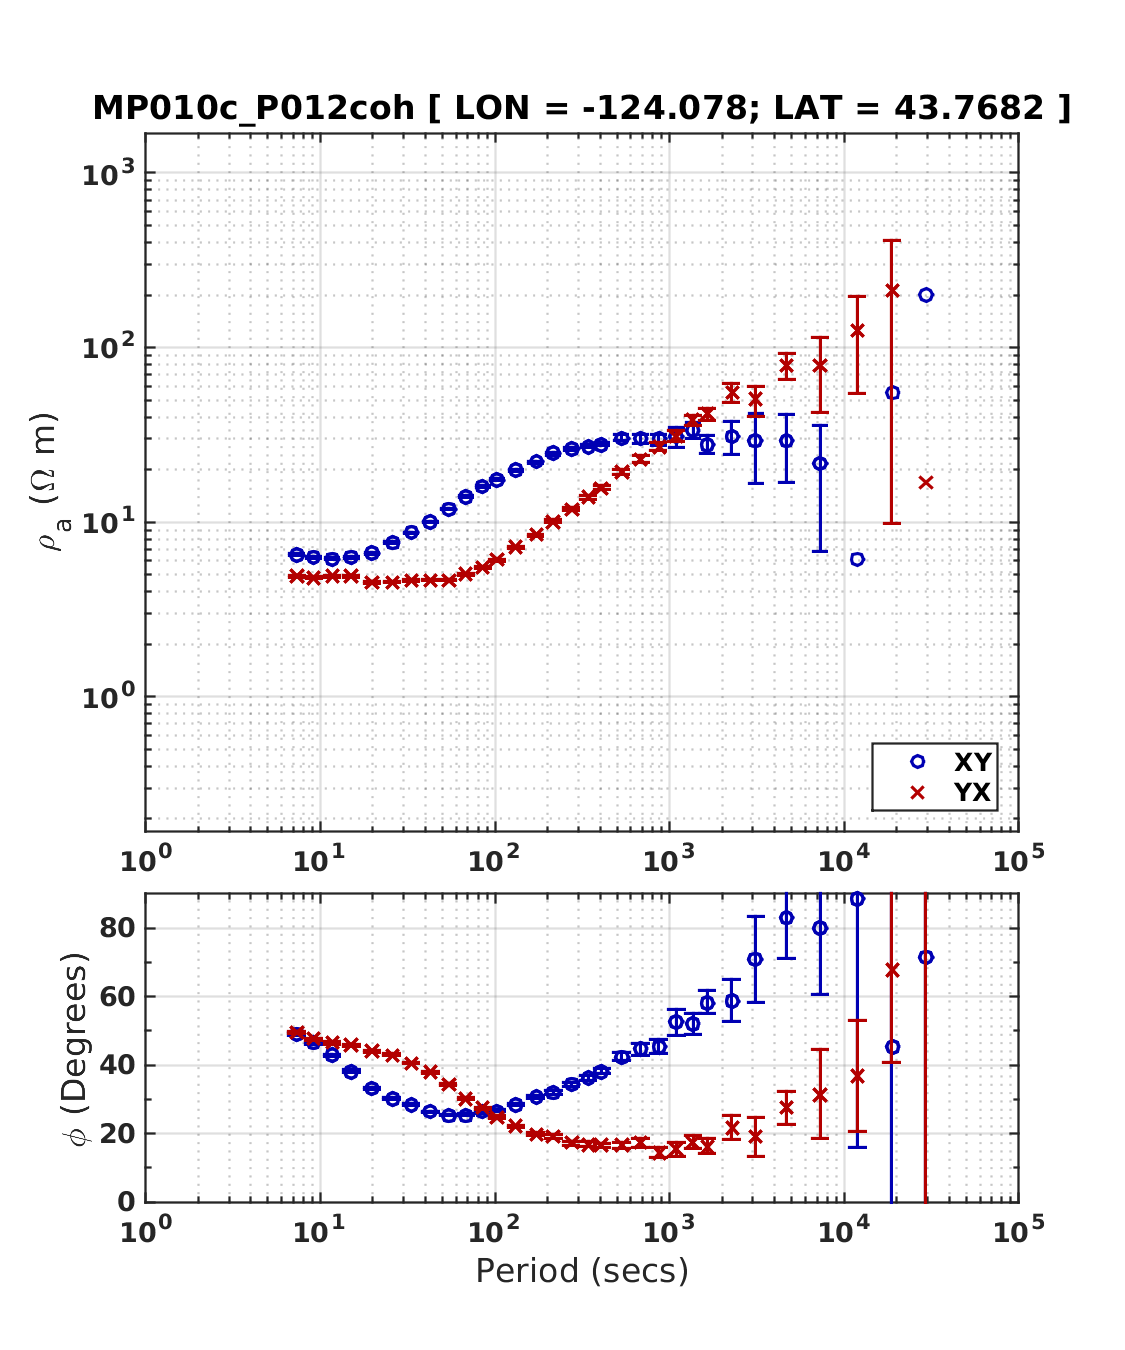 MP010c_P012coh [ LON = -124.078; LAT = 43.7682 ]
10³
10²
10¹
10⁰
ρ a (Ω m)
XY
YX
10⁰ 10¹ 10² 10³ 10⁴ 10⁵
80
60
40
20
0
ϕ (Degrees)
10⁰ 10¹ 10² 10³ 10⁴ 10⁵
Period (secs)